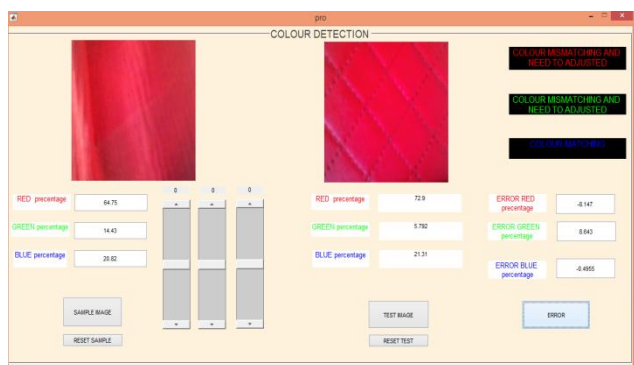 pro
COLOUR DETECTION
COLOUR MISMATCHING AND
NEED TO ADJUSTED
COLOUR MISMATCHING AND
NEED TO ADJUSTED
COLOUR MATCHING
0 0 0
RED precentage 64.75
GREEN percentage 14.43
BLUE percentage 20.82
SAMPLE IMAGE
RESET SAMPLE
RED precentage 72.9
GREEN percentage 5.792
BLUE percentage 21.31
TEST IMAGE
RESET TEST
ERROR RED
precentage
-8.147
ERROR GREEN
percentage
8.643
ERROR BLUE
percentage
-0.4955
ERROR